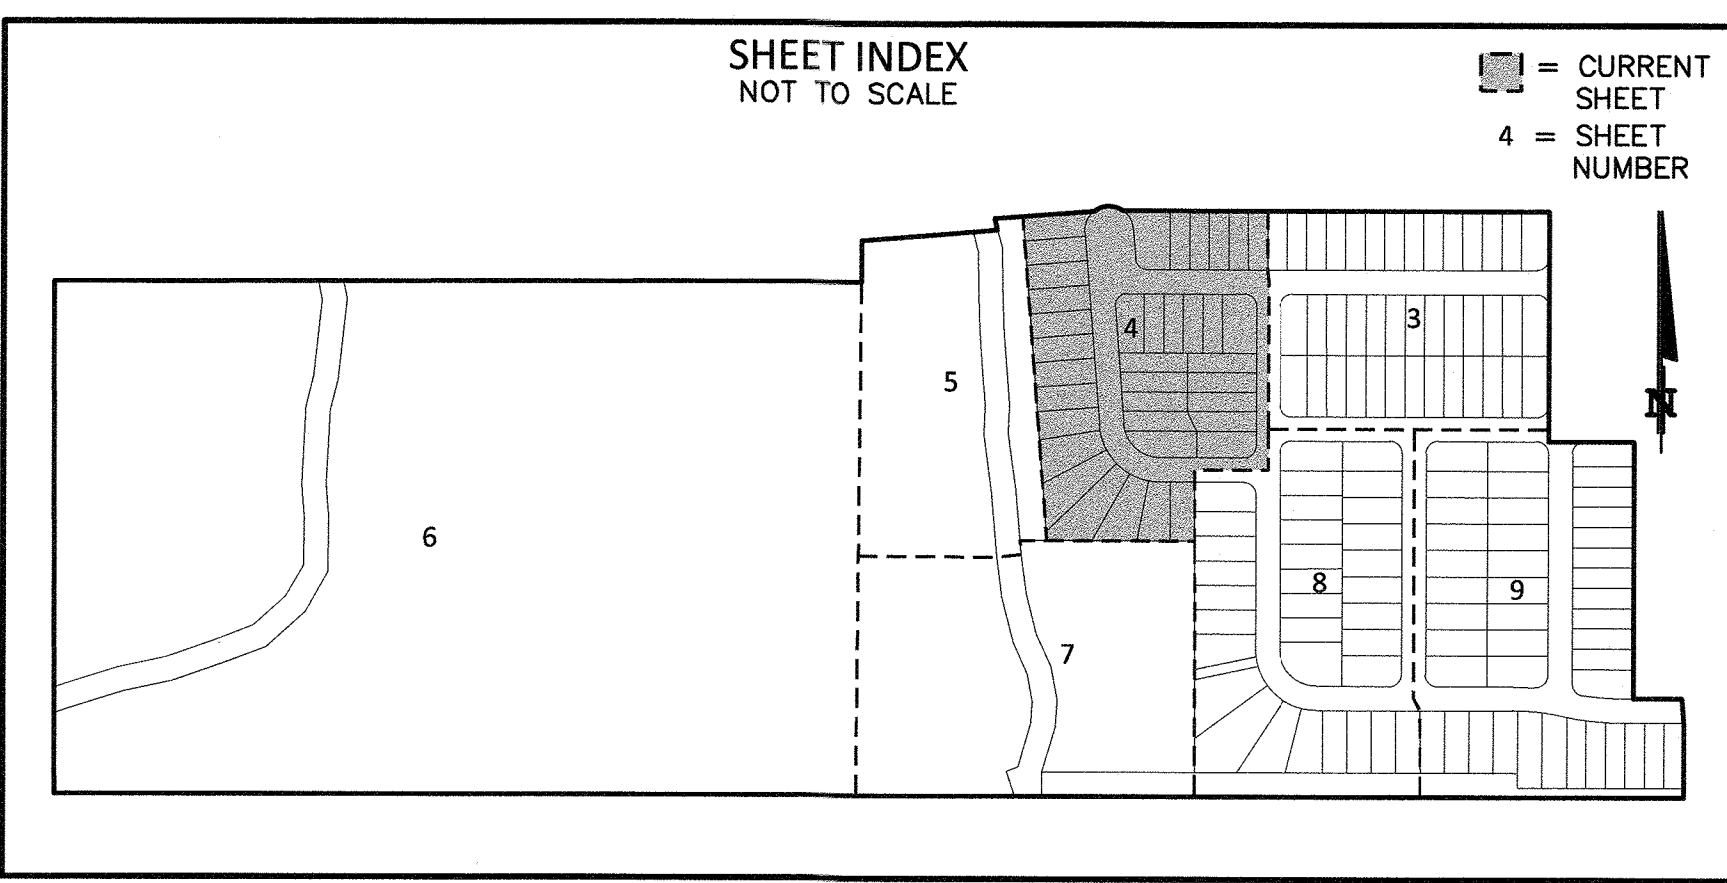 SHEET INDEX
NOT TO SCALE
= CURRENT
SHEET
4 = SHEET
NUMBER
N
3
4
5
6
7
8
9